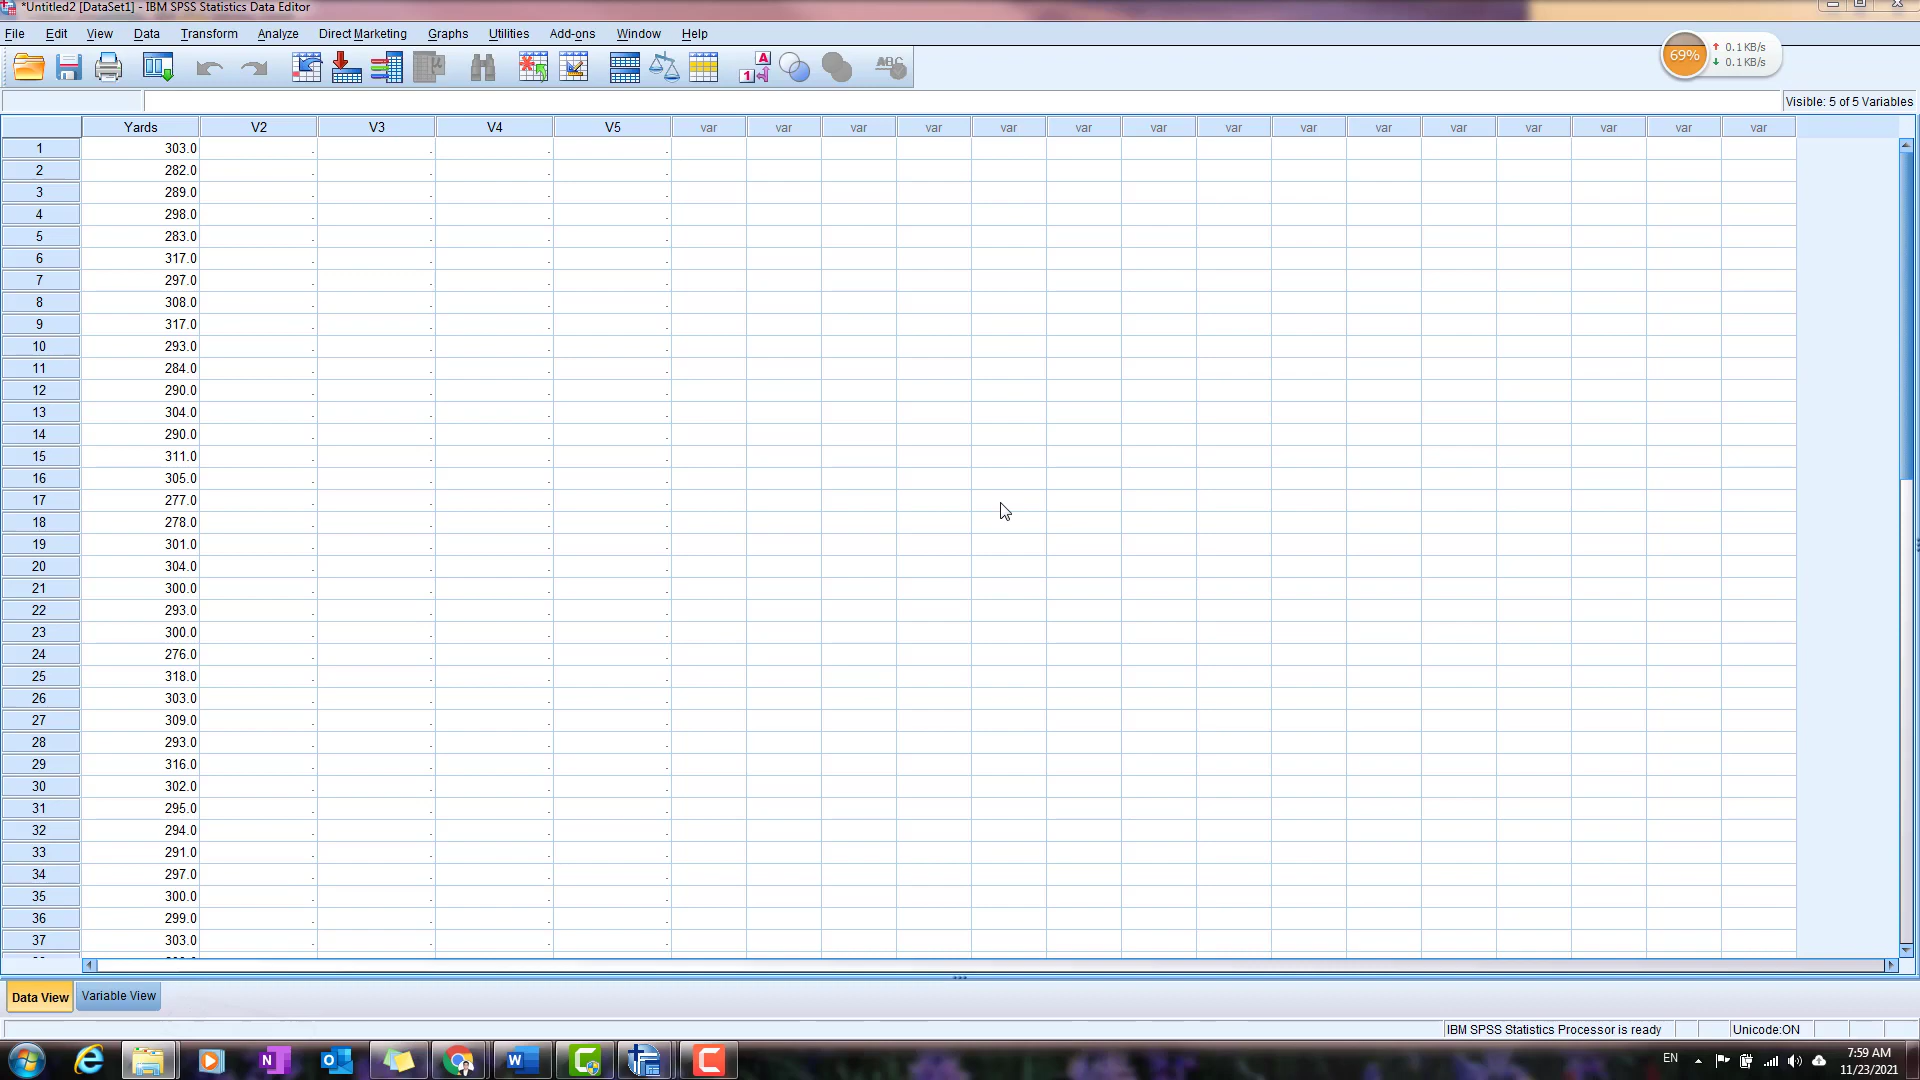 *Untitled2 [DataSet1] - IBM SPSS Statistics Data Editor
File Edit View Data Transform Analyze Direct Marketing Graphs Utilities Add-ons Window Help
69% 0.1KB/s
0.1KB/s
Visible: 5 of 5 Variables
Yards V2 V3 V4 V5 var var var var var var var var var var var var var var var
1 303.0 . . . .
2 282.0 . . . .
3 289.0 . . . .
4 298.0 . . . .
5 283.0 . . . .
6 317.0 . . . .
7 297.0 . . . .
8 308.0 . . . .
9 317.0 . . . .
10 293.0 . . . .
11 284.0 . . . .
12 290.0 . . . .
13 304.0 . . . .
14 290.0 . . . .
15 311.0 . . . .
16 305.0 . . . .
17 277.0 . . . .
18 278.0 . . . .
19 301.0 . . . .
20 304.0 . . . .
21 300.0 . . . .
22 293.0 . . . .
23 300.0 . . . .
24 276.0 . . . .
25 318.0 . . . .
26 303.0 . . . .
27 309.0 . . . .
28 293.0 . . . .
29 316.0 . . . .
30 302.0 . . . .
31 295.0 . . . .
32 294.0 . . . .
33 291.0 . . . .
34 297.0 . . . .
35 300.0 . . . .
36 299.0 . . . .
37 303.0 . . . .
Data View Variable View
IBM SPSS Statistics Processor is ready Unicode:ON
EN 7:59 AM
11/23/2021